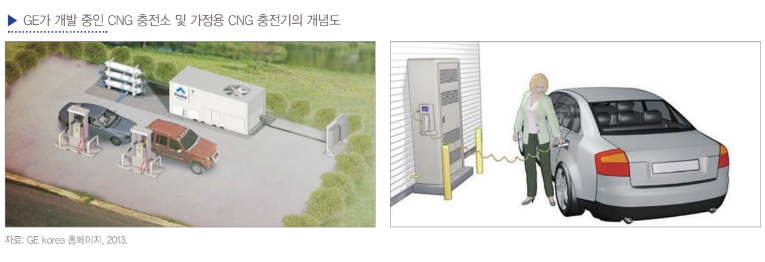 ▶ GE가 개발 중인 CNG 충전소 및 가정용 CNG 충전기의 개념도
자료: GE korea 홈페이지, 2013.